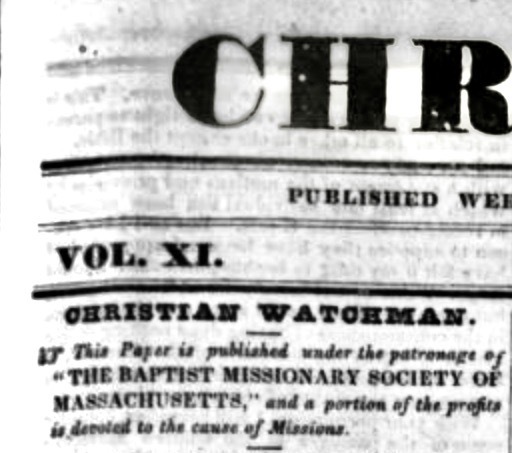 CHR
PUBLISHED WEE
VOL. XI.
CHRISTIAN WATCHMAN.
☞ This Paper is published under the patronage of
"THE BAPTIST MISSIONARY SOCIETY OF
MASSACHUSETTS," and a portion of the profits
is devoted to the cause of Missions.